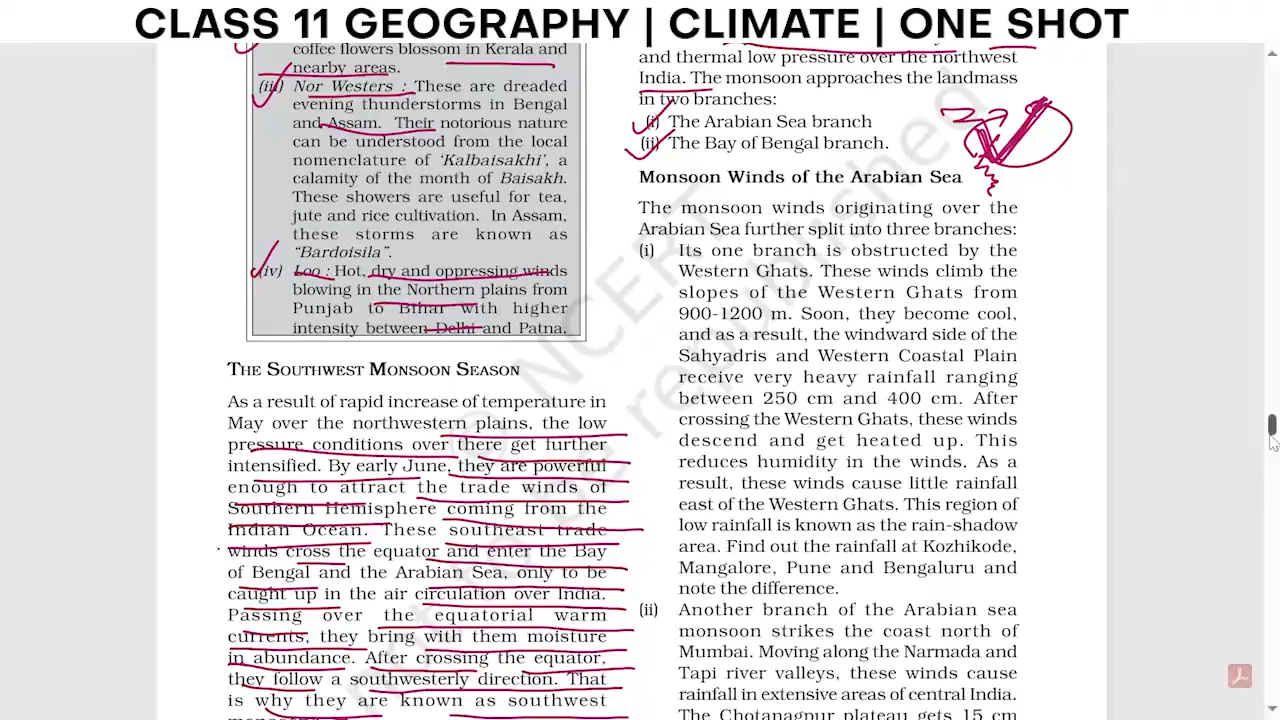 CLASS 11 GEOGRAPHY | CLIMATE | ONE SHOT
coffee flowers blossom in Kerala and
nearby areas.
(iii) Nor Westers : These are dreaded
evening thunderstorms in Bengal
and Assam. Their notorious nature
can be understood from the local
nomenclature of ‘Kalbaisakhi’, a
calamity of the month of Baisakh.
These showers are useful for tea,
jute and rice cultivation. In Assam,
these storms are known as
“Bardoisila”.
(iv) Loo : Hot, dry and oppressing winds
blowing in the Northern plains from
Punjab to Bihar with higher
intensity between Delhi and Patna.
THE SOUTHWEST MONSOON SEASON
As a result of rapid increase of temperature in
May over the northwestern plains, the low
pressure conditions over there get further
intensified. By early June, they are powerful
enough to attract the trade winds of
Southern Hemisphere coming from the
Indian Ocean. These southeast trade
winds cross the equator and enter the Bay
of Bengal and the Arabian Sea, only to be
caught up in the air circulation over India.
Passing over the equatorial warm
currents, they bring with them moisture
in abundance. After crossing the equator,
they follow a southwesterly direction. That
is why they are known as southwest
and thermal low pressure over the northwest
India. The monsoon approaches the landmass
in two branches:
(i) The Arabian Sea branch
(ii) The Bay of Bengal branch.
Monsoon Winds of the Arabian Sea
The monsoon winds originating over the
Arabian Sea further split into three branches:
(i) Its one branch is obstructed by the
Western Ghats. These winds climb the
slopes of the Western Ghats from
900-1200 m. Soon, they become cool,
and as a result, the windward side of the
Sahyadris and Western Coastal Plain
receive very heavy rainfall ranging
between 250 cm and 400 cm. After
crossing the Western Ghats, these winds
descend and get heated up. This
reduces humidity in the winds. As a
result, these winds cause little rainfall
east of the Western Ghats. This region of
low rainfall is known as the rain-shadow
area. Find out the rainfall at Kozhikode,
Mangalore, Pune and Bengaluru and
note the difference.
(ii) Another branch of the Arabian sea
monsoon strikes the coast north of
Mumbai. Moving along the Narmada and
Tapi river valleys, these winds cause
rainfall in extensive areas of central India.
The Chotanagpur plateau gets 15 cm
© NCERT
be republished